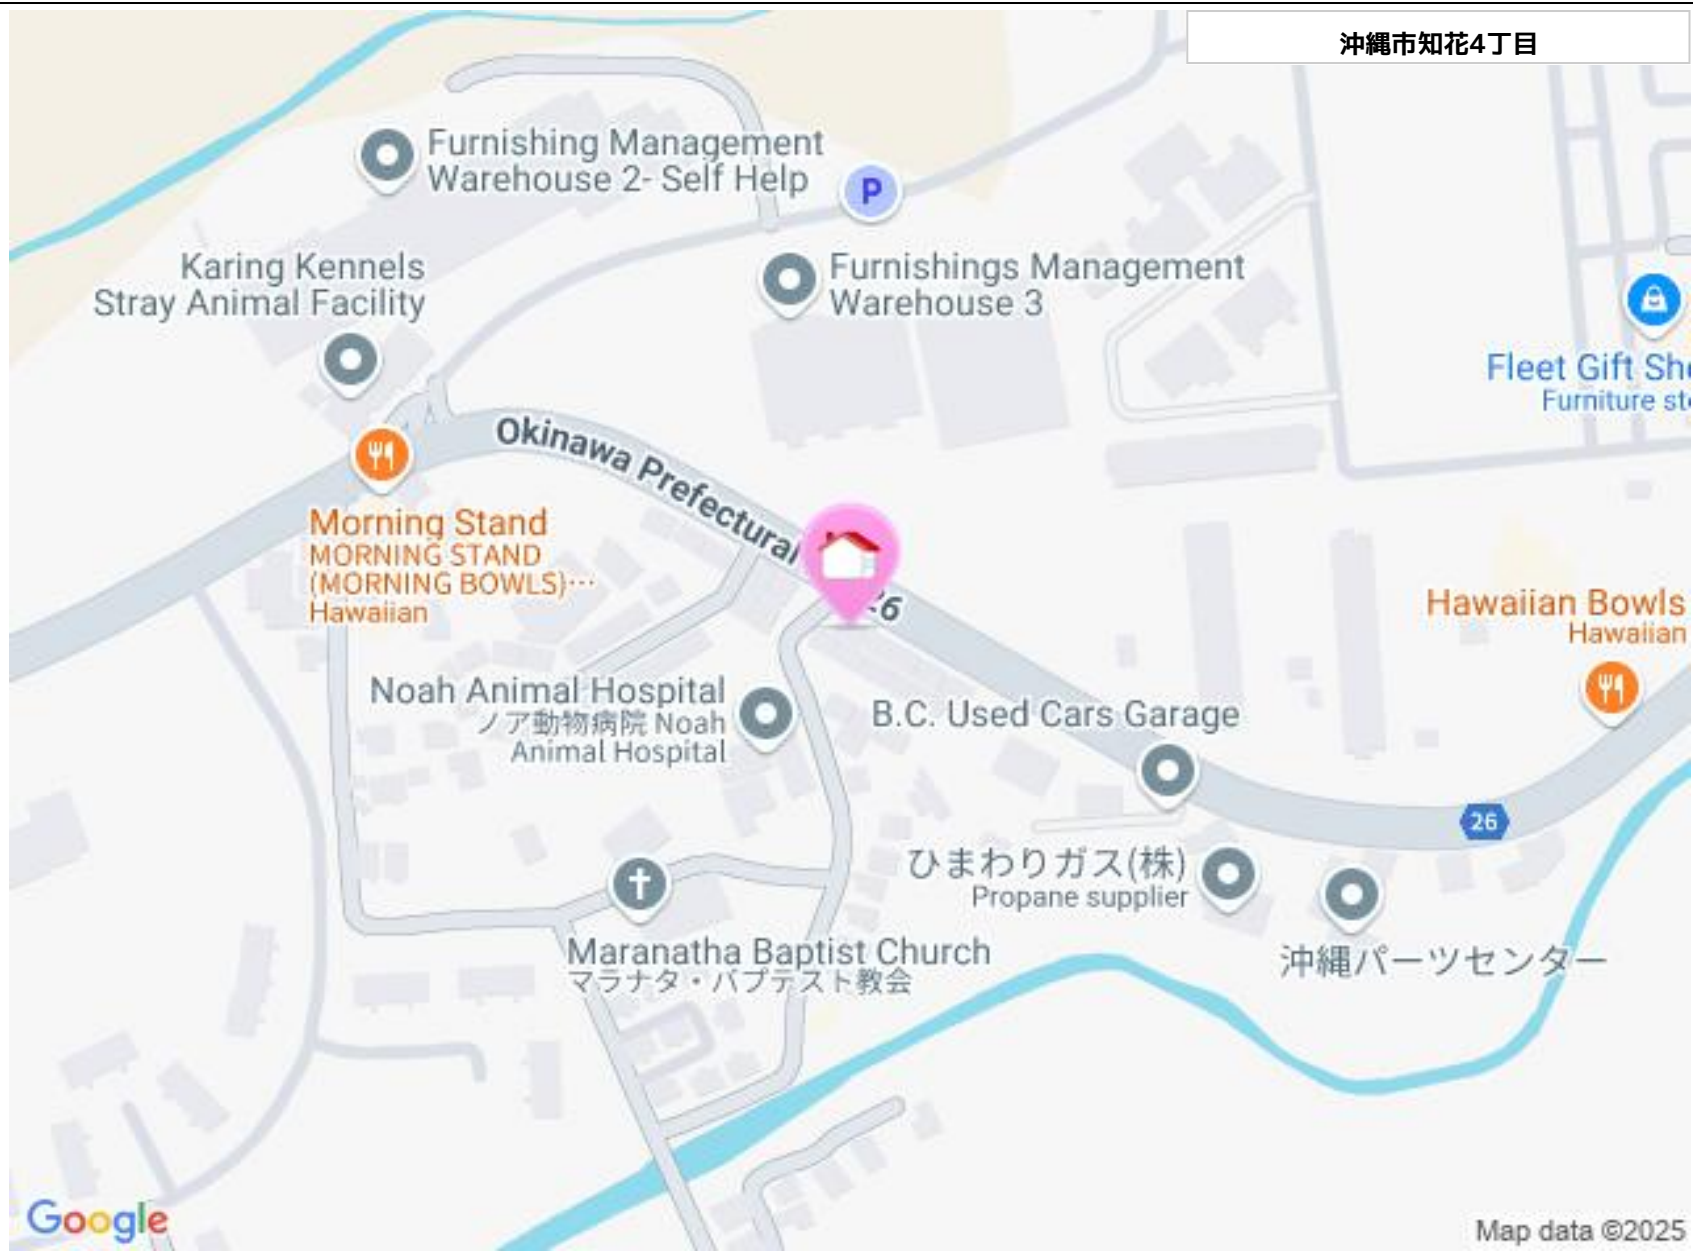 沖縄市知花4丁目
Furnishing Management
Warehouse 2- Self Help
P
Karing Kennels
Stray Animal Facility
Furnishings Management
Warehouse 3
Fleet Gift Sh
Furniture st
Okinawa Prefectural
26
Morning Stand
MORNING STAND
(MORNING BOWLS)…
Hawaiian
Hawaiian Bowls
Hawaiian
Noah Animal Hospital
ノア動物病院 Noah
Animal Hospital
B.C. Used Cars Garage
26
ひまわりガス(株)
Propane supplier
Maranatha Baptist Church
マラナタ・バプテスト教会
沖縄パーツセンター
Google
Map data ©2025